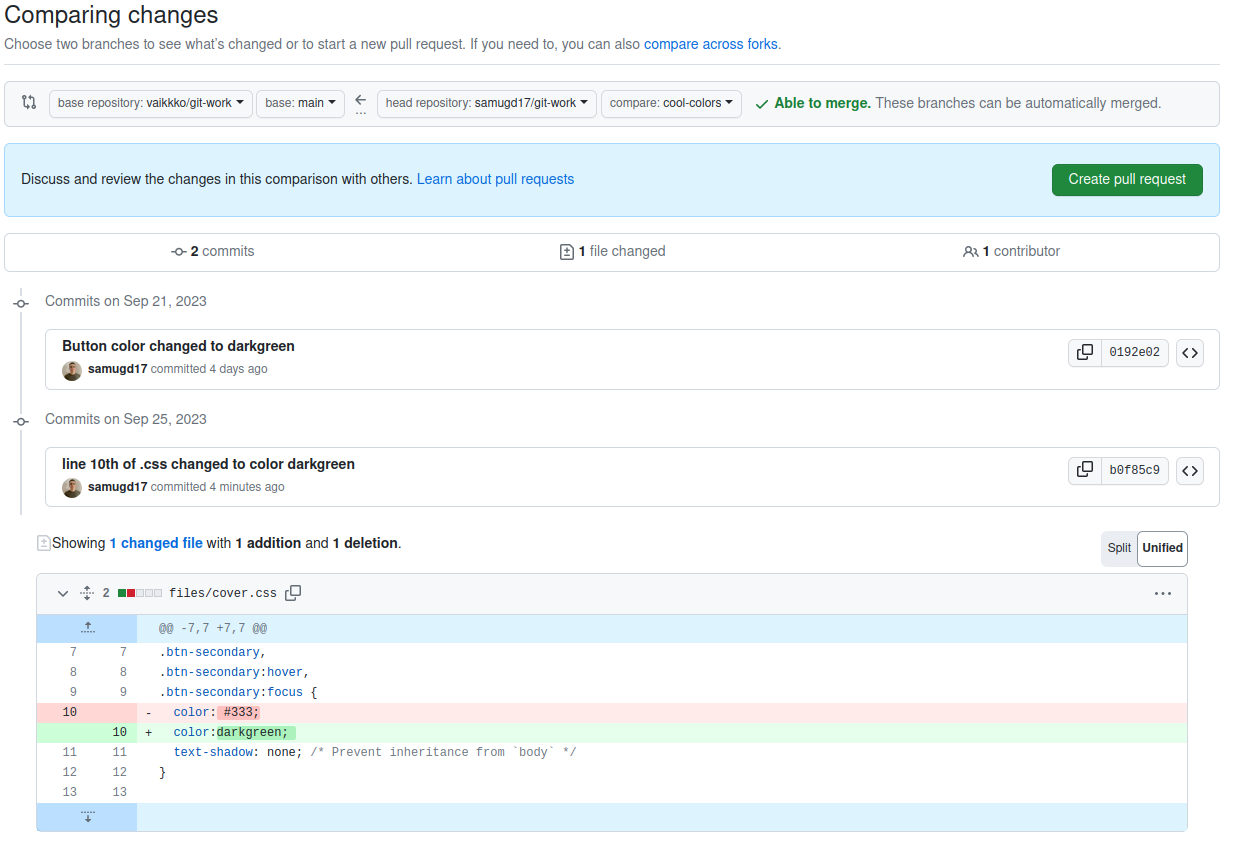 Comparing changes
Choose two branches to see what's changed or to start a new pull request. If you need to, you can also compare across forks.
base repository: vaikkko/git-work base: main head repository: samugd17/git-work compare: cool-colors Able to merge. These branches can be automatically merged.
Discuss and review the changes in this comparison with others. Learn about pull requests Create pull request
2 commits 1 file changed 1 contributor
Commits on Sep 21, 2023
Button color changed to darkgreen
samugd17 committed 4 days ago 0192e02
Commits on Sep 25, 2023
line 10th of .css changed to color darkgreen
samugd17 committed 4 minutes ago b0f85c9
Showing 1 changed file with 1 addition and 1 deletion. Split Unified
2 files/cover.css
@@ -7,7 +7,7 @@
7 7 .btn-secondary,
8 8 .btn-secondary:hover,
9 9 .btn-secondary:focus {
10 - color: #333;
10 + color:darkgreen;
11 11 text-shadow: none; /* Prevent inheritance from `body` */
12 12 }
13 13